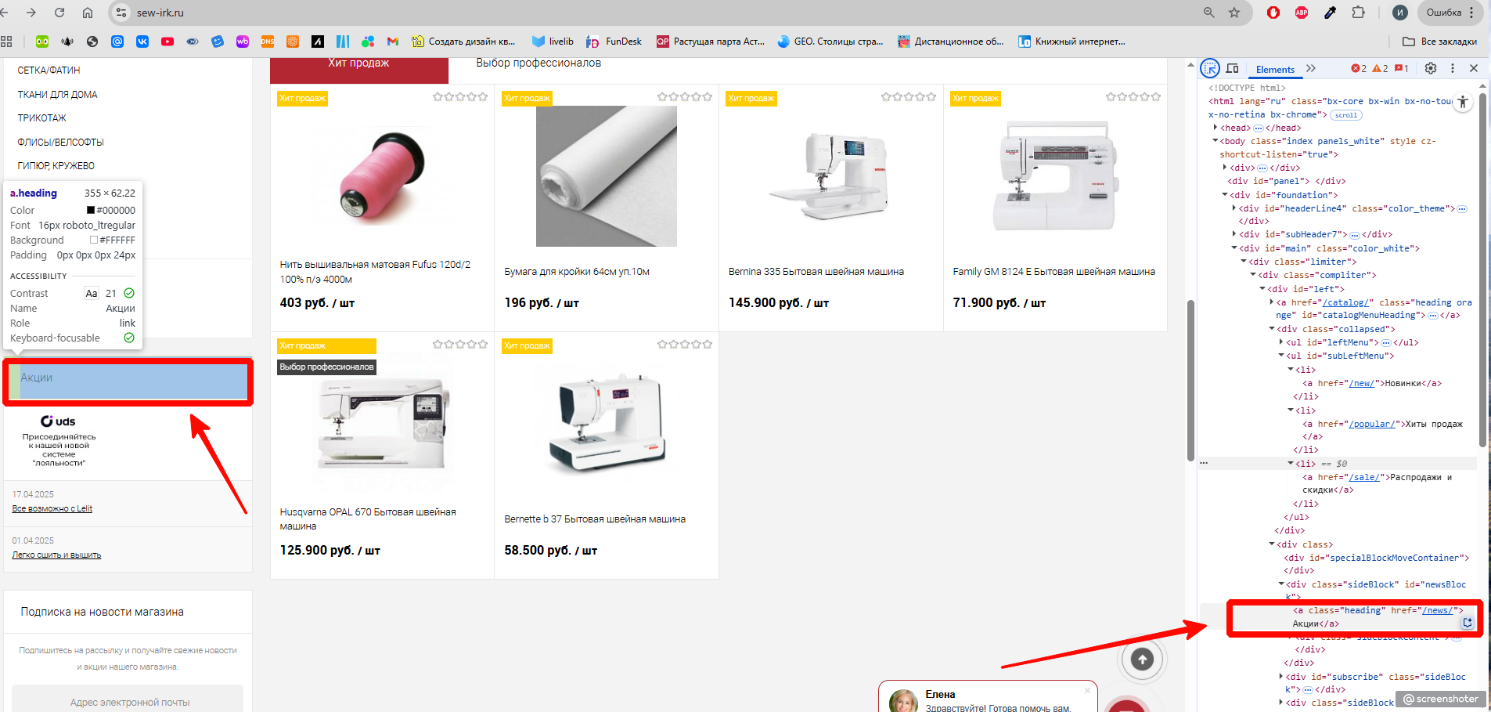 sew-irk.ru
Ошибка
Создать дизайн кв...
livelib
FunDesk
Растущая парта Аст...
GEO. Столицы стра...
Дистанционное об...
Книжный интернет...
Все закладки
СЕТКА/ФАТИН
ТКАНИ ДЛЯ ДОМА
ТРИКОТАЖ
ФЛИСЫ/ВЕЛСОФТЫ
ГИПЮР, КРУЖЕВО
a.heading 355 × 62.22
Color #000000
Font 16px roboto_ltregular
Background #FFFFFF
Padding 0px 0px 0px 24px
ACCESSIBILITY
Contrast Aa 21
Name Акции
Role link
Keyboard-focusable
Акции
uds
Присоединяйтесь
к нашей новой
системе
"лояльности"
17.04.2025
Все возможно с Lelit
01.04.2025
Легко сшить и вышить
Подписка на новости магазина
Подпишитесь на рассылку и получайте свежие новости
и акции нашего магазина.
Адрес электронной почты
Хит продаж
Выбор профессионалов
Хит продаж
Хит продаж
Хит продаж
Хит продаж
Нить вышивальная матовая Fufus 120d/2
100% п/э 4000м
403 руб. / шт
Бумага для кройки 64см уп.10м
196 руб. / шт
Bernina 335 Бытовая швейная машина
145.900 руб. / шт
Family GM 8124 E Бытовая швейная машина
71.900 руб. / шт
Хит продаж
Выбор профессионалов
Хит продаж
Husqvarna OPAL 670 Бытовая швейная
машина
125.900 руб. / шт
Bernette b 37 Бытовая швейная машина
58.500 руб. / шт
Елена
Здравствуйте! Готова помочь вам.
Elements
2 2 1
<!DOCTYPE html>
<html lang="ru" class="bx-core bx-win bx-no-touc
x-no-retina bx-chrome"> scroll
<head> </head>
<body class="index panels_white" style cz-
shortcut-listen="true">
<div> </div>
<div id="panel"> </div>
<div id="foundation">
<div id="headerLine4" class="color_theme">
</div>
<div id="subHeader7"> </div>
<div id="main" class="color_white">
<div class="limiter">
<div class="compliter">
<div id="left">
<a href="/catalog/" class="heading ora
nge" id="catalogMenuHeading"> </a>
<div class="collapsed">
<ul id="leftMenu"> </ul>
<ul id="subLeftMenu">
<li>
<a href="/new/">Новинки</a>
</li>
<li>
<a href="/popular/">Хиты продаж
</a>
</li>
<li> == $0
<a href="/sale/">Распродажи и
скидки</a>
</li>
</ul>
</div>
<div class>
<div id="specialBlockMoveContainer">
</div>
<div class="sideBlock" id="newsBloc
k">
<a class="heading" href="/news/">
Акции</a>
<div class="sideBlockContent">
</div>
</div>
<div id="subscribe" class="sideBloc
k"> </div>
<div class="sideBlock
@screenshoter